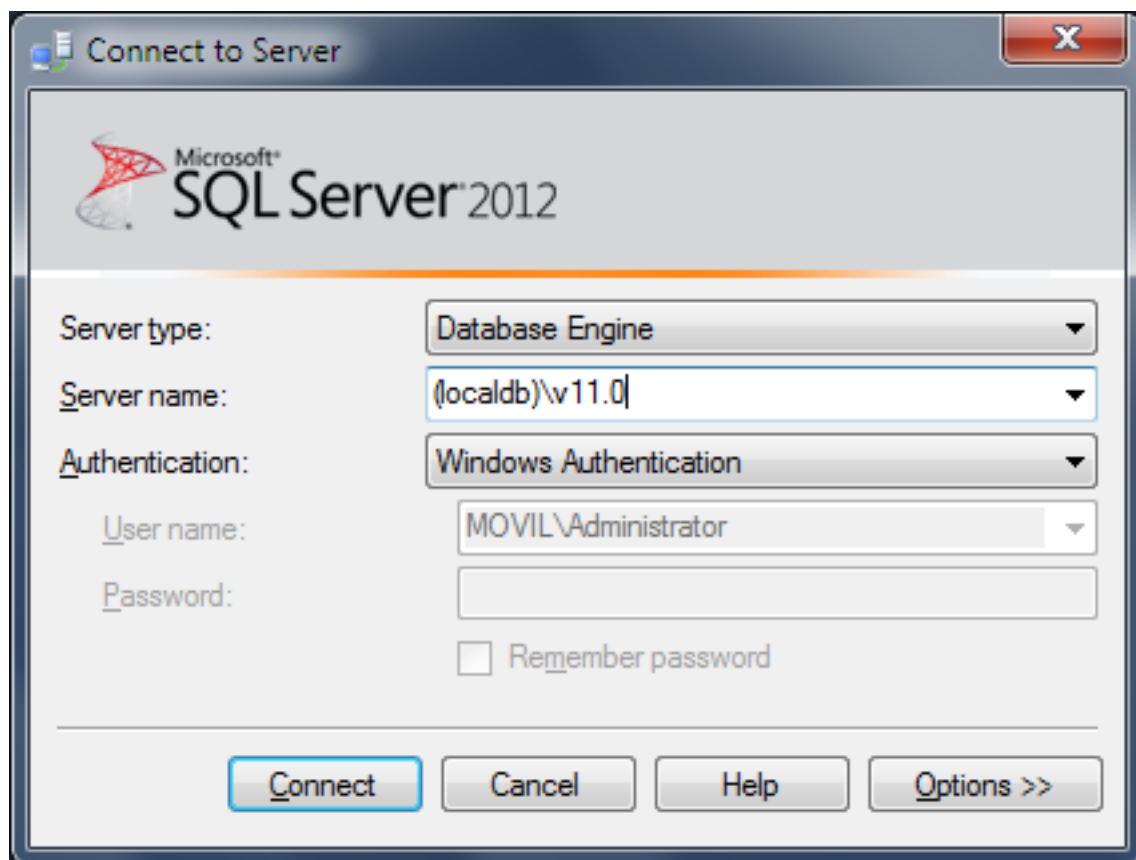 Connect to Server
Microsoft®
SQL Server® 2012
Server type: Database Engine
Server name: (localdb)\v11.0
Authentication: Windows Authentication
User name: MOVIL\Administrator
Password:
Remember password
Connect Cancel Help Options >>